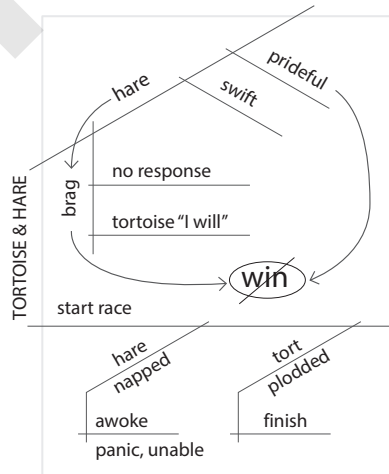 TORTOISE & HARE
hare
swift
prideful
brag
no response
tortoise “I will”
win
start race
hare
napped
awoke
panic, unable
tort
plodded
finish